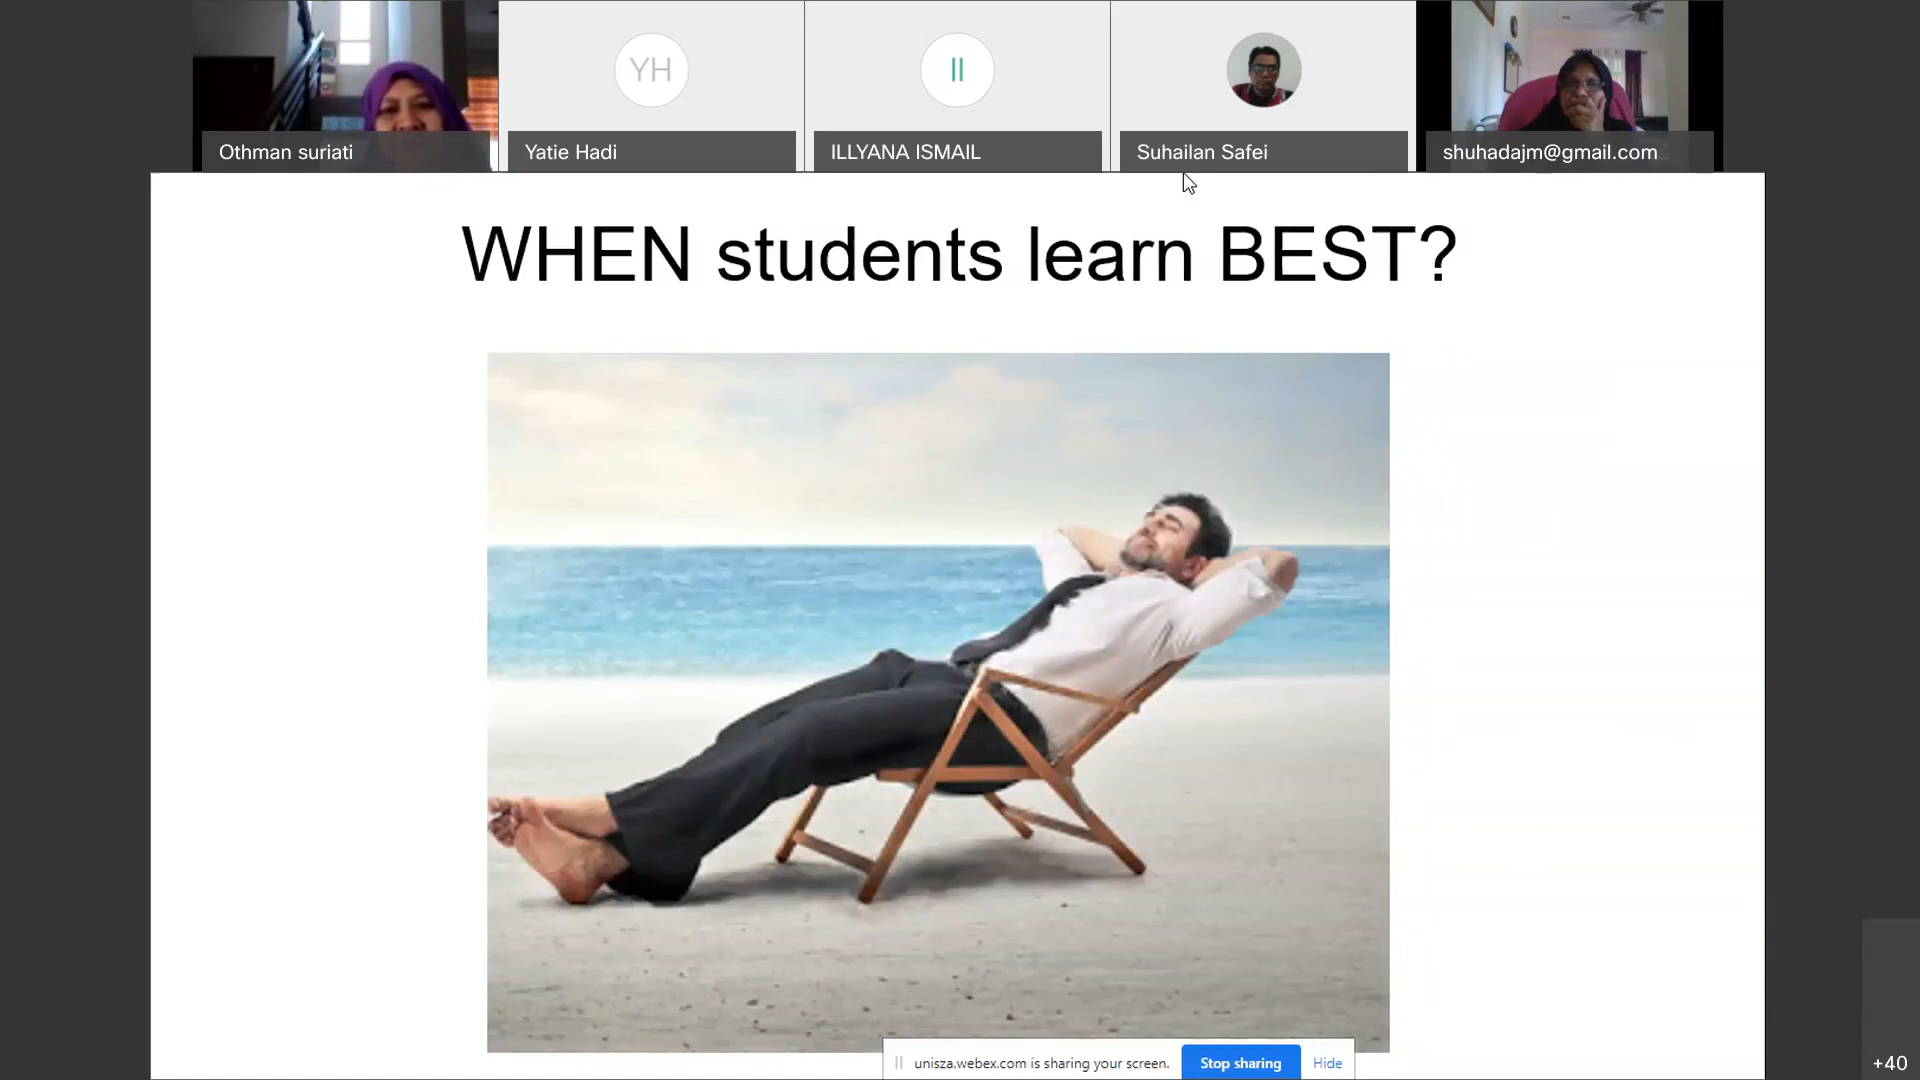 YH
II
Othman suriati
Yatie Hadi
ILLYANA ISMAIL
Suhailan Safei
shuhadajm@gmail.com
WHEN students learn BEST?
unisza.webex.com is sharing your screen.
Stop sharing
Hide
+40